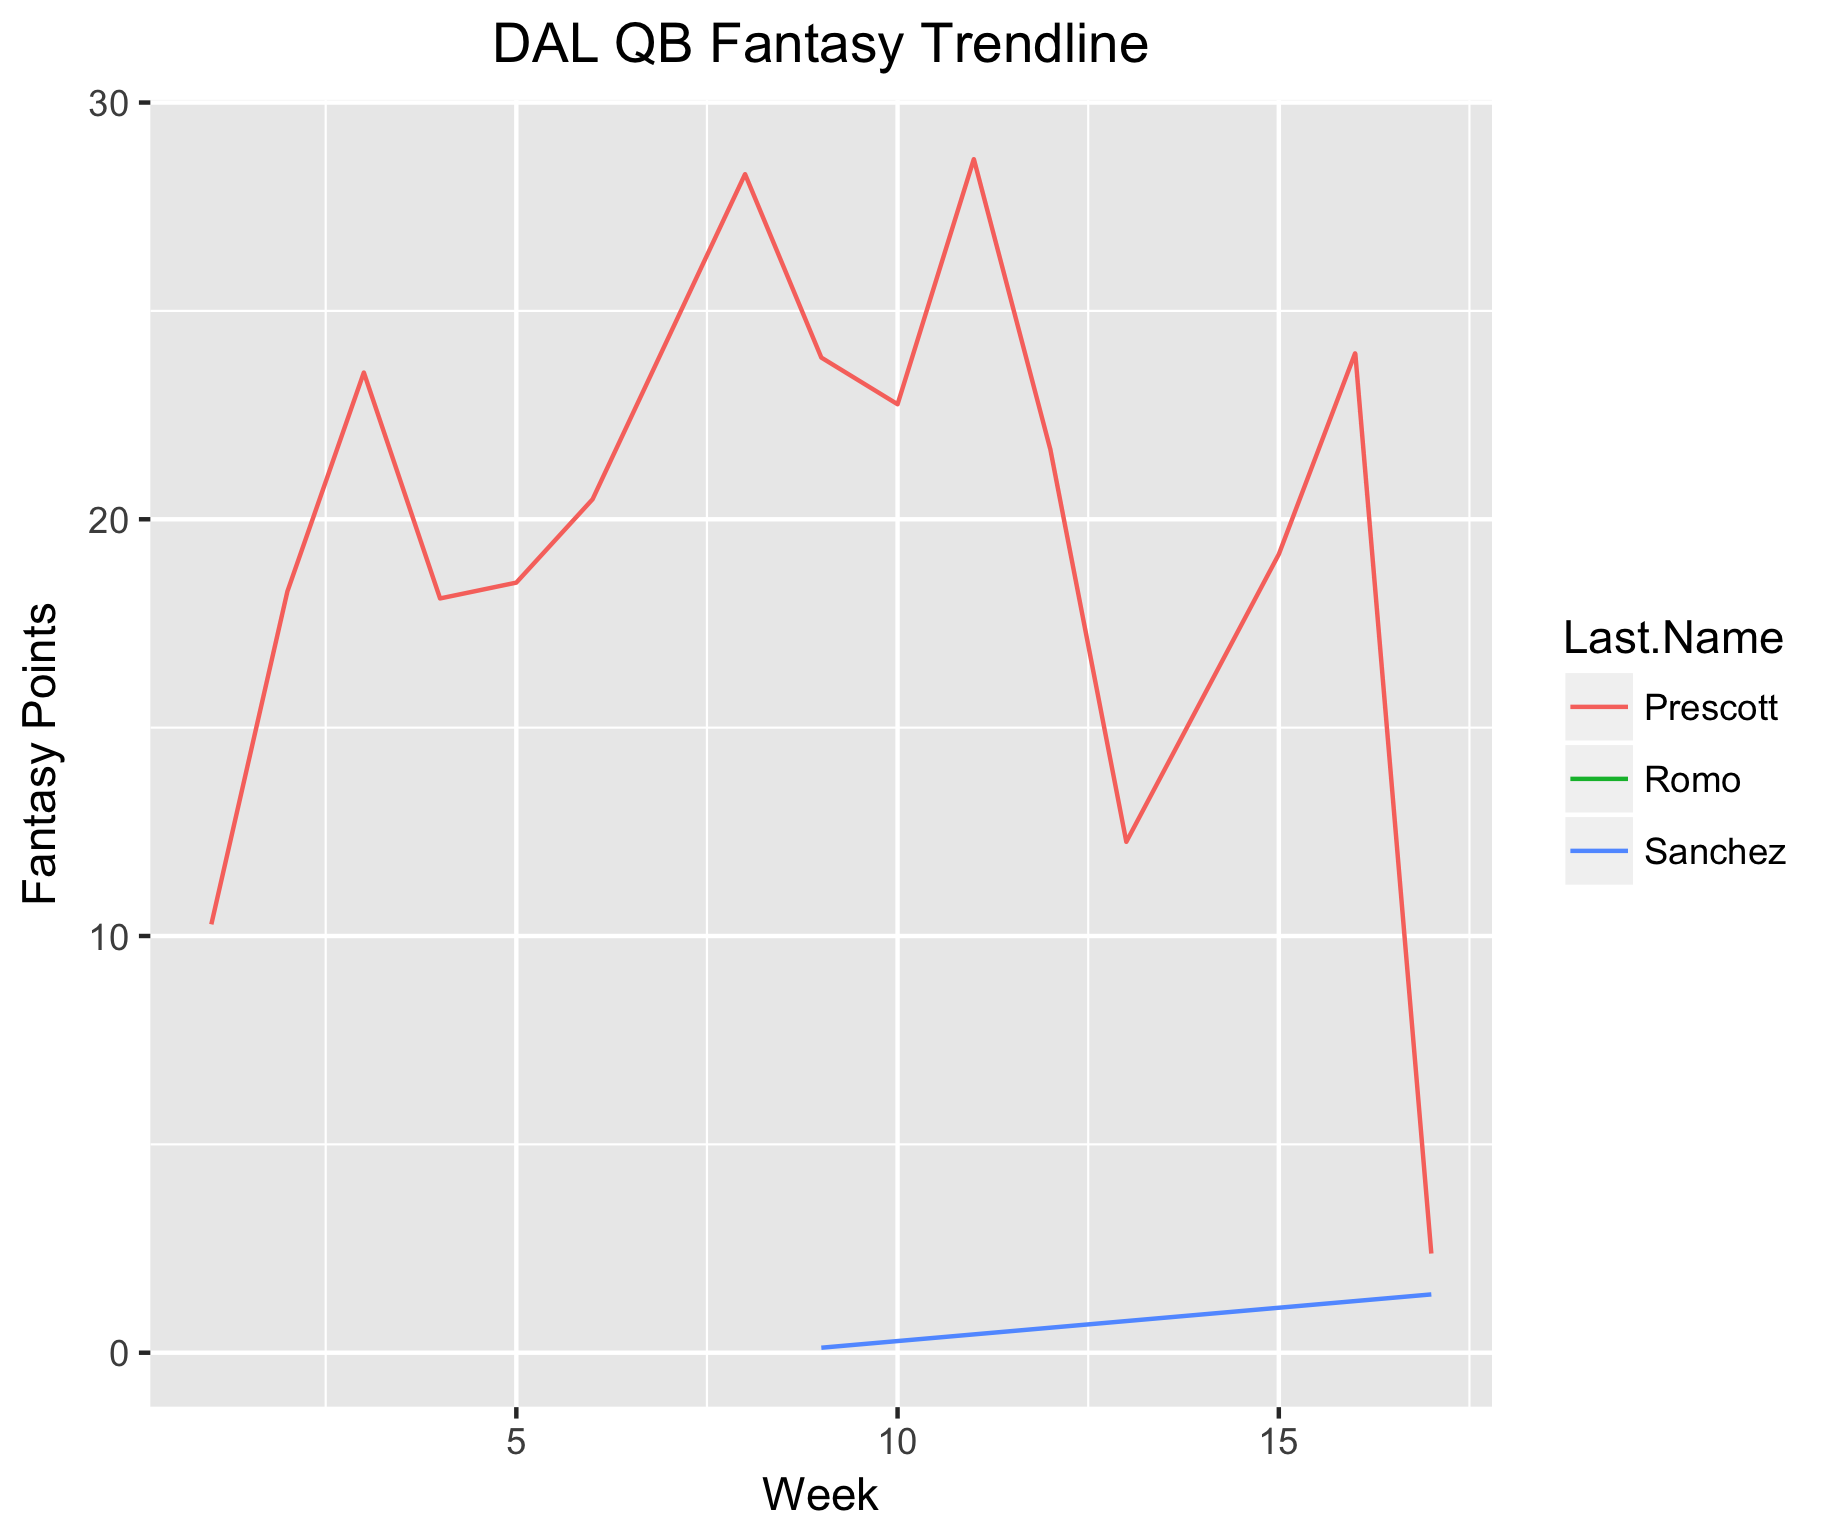 DAL QB Fantasy Trendline
30
20
10
0
Fantasy Points
5
10
15
Week
Last.Name
Prescott
Romo
Sanchez